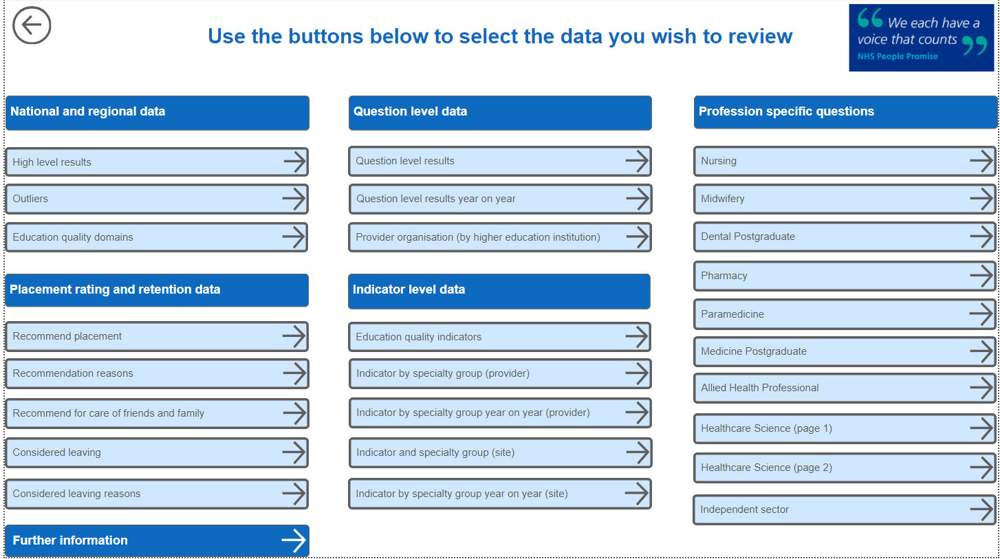 Use the buttons below to select the data you wish to review
We each have a
voice that counts
NHS People Promise
National and regional data
High level results
Outliers
Education quality domains
Placement rating and retention data
Recommend placement
Recommendation reasons
Recommend for care of friends and family
Considered leaving
Considered leaving reasons
Further information
Question level data
Question level results
Question level results year on year
Provider organisation (by higher education institution)
Indicator level data
Education quality indicators
Indicator by specialty group (provider)
Indicator by specialty group year on year (provider)
Indicator and specialty group (site)
Indicator by specialty group year on year (site)
Profession specific questions
Nursing
Midwifery
Dental Postgraduate
Pharmacy
Paramedicine
Medicine Postgraduate
Allied Health Professional
Healthcare Science (page 1)
Healthcare Science (page 2)
Independent sector